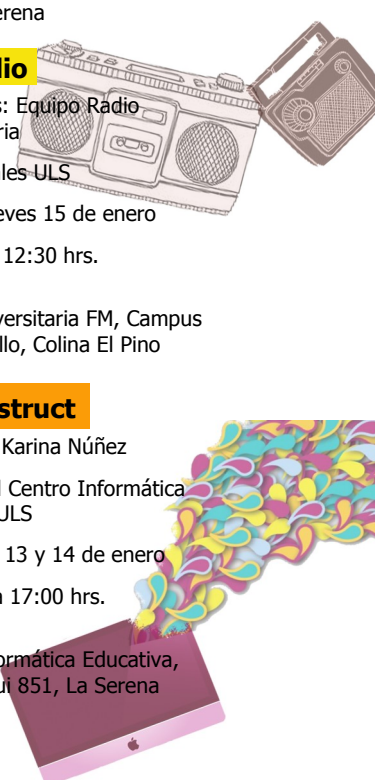 erena
dio
s: Equipo Radio
ria
ales ULS
eves 15 de enero
12:30 hrs.
versitaria FM, Campus
llo, Colina El Pino
struct
Karina Núñez
l Centro Informática
ULS
13 y 14 de enero
a 17:00 hrs.
ormática Educativa,
ui 851, La Serena